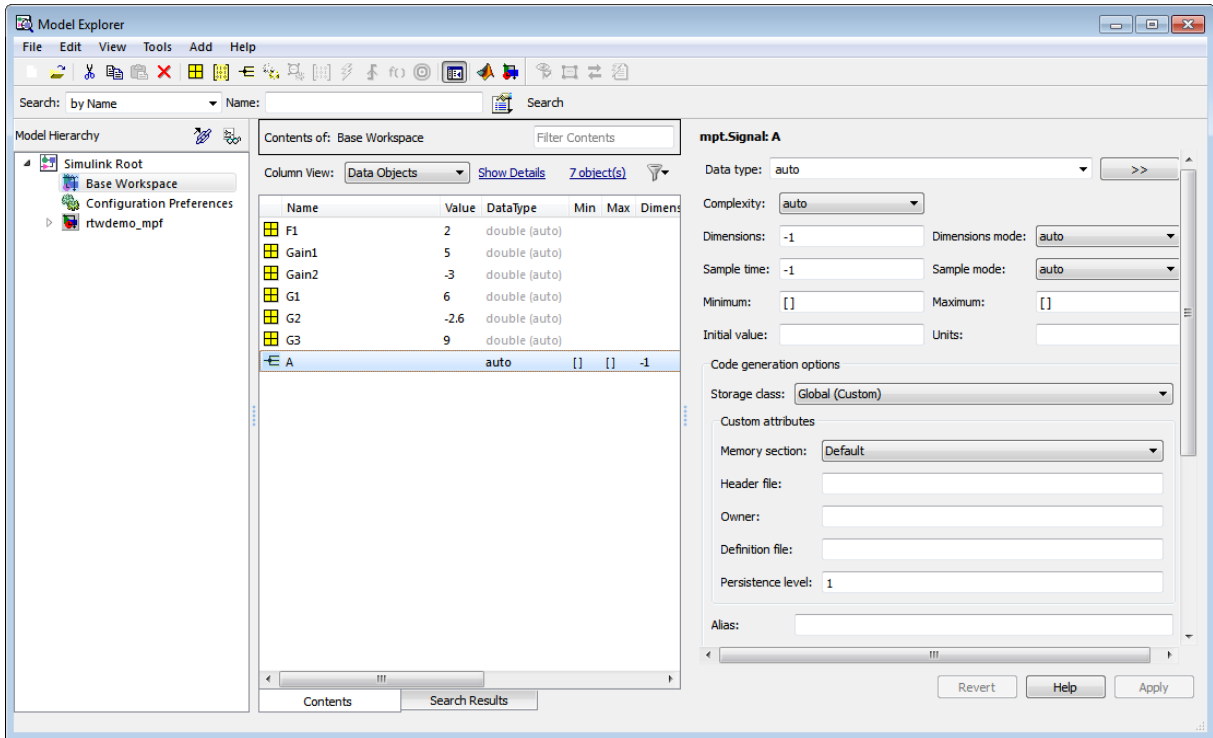 Model Explorer
File Edit View Tools Add Help
Search: by Name Name: Search
Model Hierarchy
Simulink Root
Base Workspace
Configuration Preferences
rtwdemo_mpf
Contents of: Base Workspace Filter Contents
Column View: Data Objects Show Details 7 object(s)
Name Value DataType Min Max Dimens
F1 2 double (auto)
Gain1 5 double (auto)
Gain2 -3 double (auto)
G1 6 double (auto)
G2 -2.6 double (auto)
G3 9 double (auto)
A auto [ ] [ ] -1
Contents Search Results
mpt.Signal: A
Data type: auto >>
Complexity: auto
Dimensions: -1 Dimensions mode: auto
Sample time: -1 Sample mode: auto
Minimum: [ ] Maximum: [ ]
Initial value: Units:
Code generation options
Storage class: Global (Custom)
Custom attributes
Memory section: Default
Header file:
Owner:
Definition file:
Persistence level: 1
Alias:
Revert Help Apply